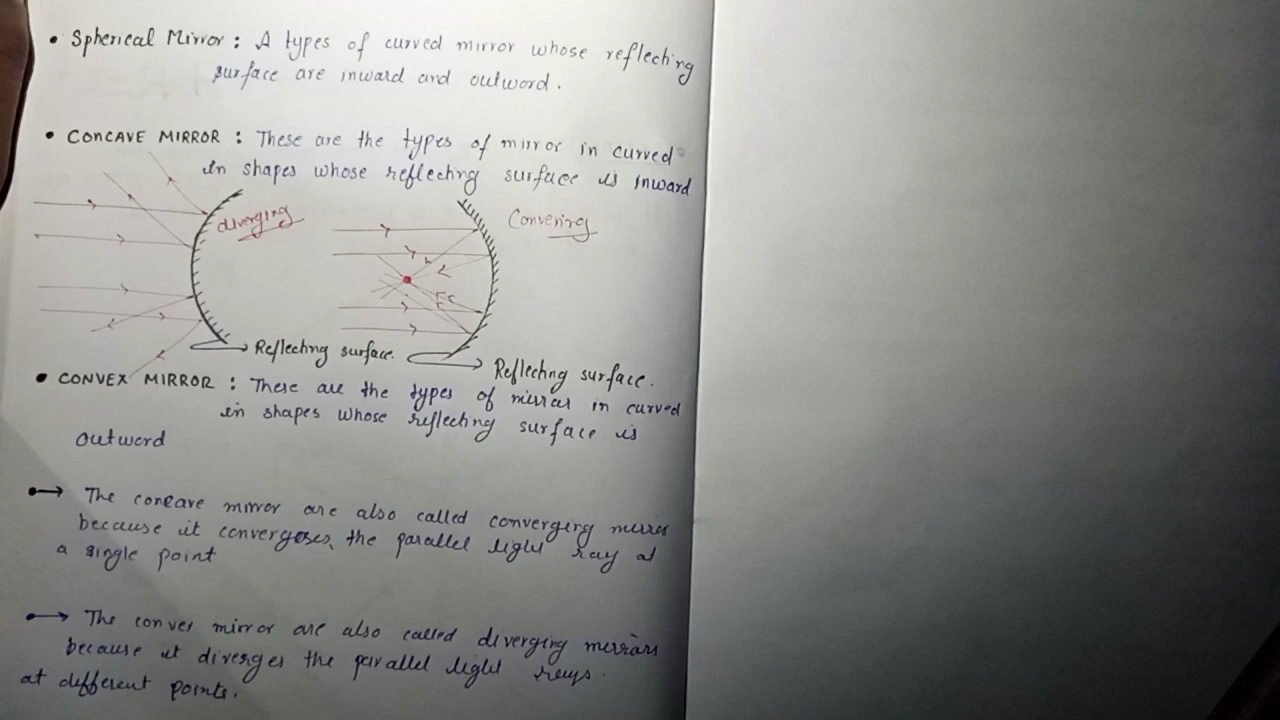 • Spherical Mirror : A types of curved mirror whose reflecting
surface are inward and outword.
• CONCAVE MIRROR : These are the types of mirror in curved
in shapes whose reflecting surface is inward
diverging
Convering
Reflecting surface.
Reflecting surface.
• CONVEX MIRROR : These are the types of mirror in curved
in shapes whose reflecting surface is
outword
•→ The concave mirror are also called converging mirror
because it converges, the parallel light ray at
a single point
•→ The conver mirror are also called diverging mirrors
because it diverges the parallel light rays.
at different points.